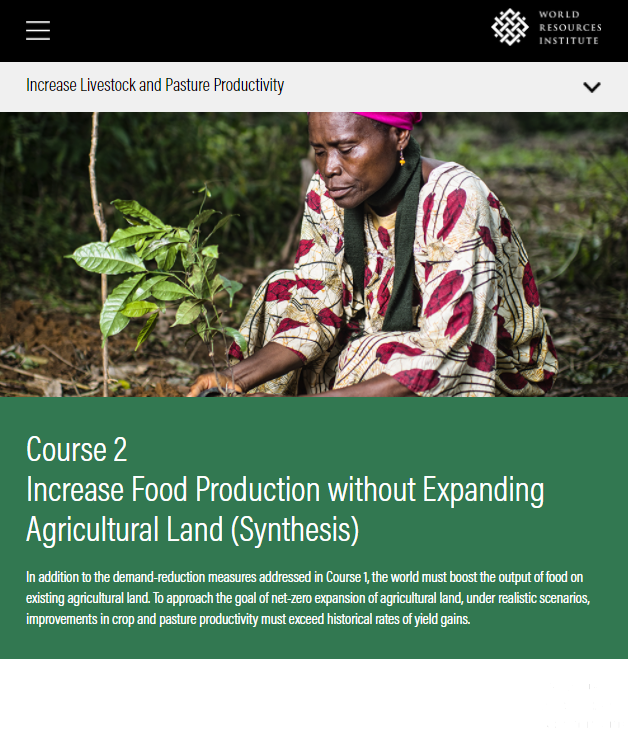 WORLD
RESOURCES
INSTITUTE
Increase Livestock and Pasture Productivity
Course 2
Increase Food Production without Expanding
Agricultural Land (Synthesis)
In addition to the demand-reduction measures addressed in Course 1, the world must boost the output of food on
existing agricultural land. To approach the goal of net-zero expansion of agricultural land, under realistic scenarios,
improvements in crop and pasture productivity must exceed historical rates of yield gains.